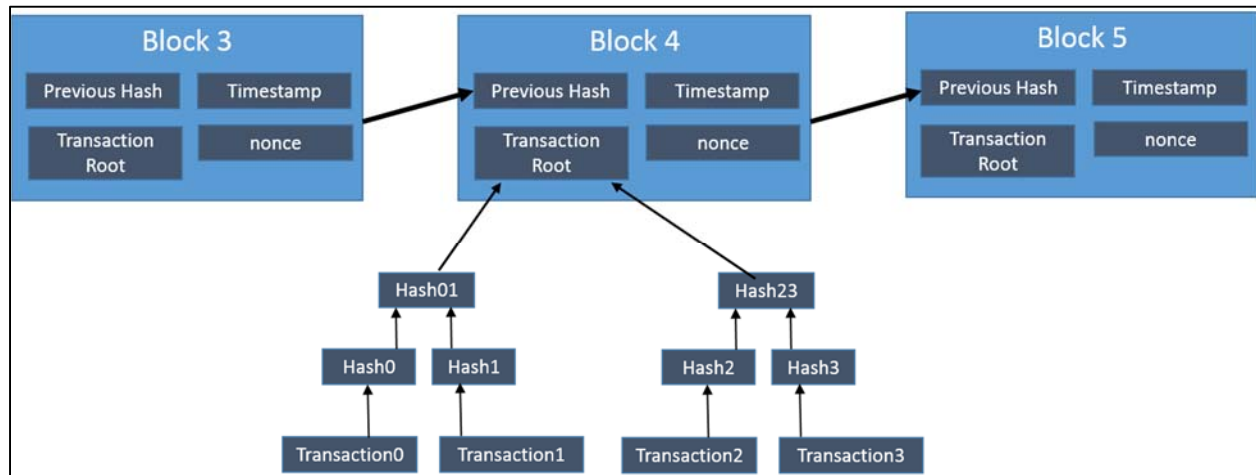 Block 3
Previous Hash
Timestamp
Transaction
Root
nonce
Block 4
Previous Hash
Timestamp
Transaction
Root
nonce
Block 5
Previous Hash
Timestamp
Transaction
Root
nonce
Hash01
Hash23
Hash0
Hash1
Hash2
Hash3
Transaction0
Transaction1
Transaction2
Transaction3